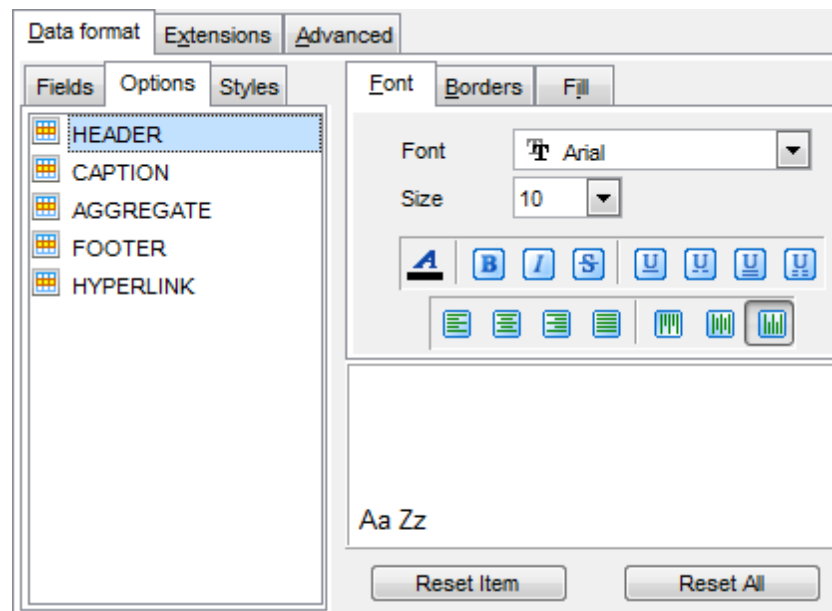 Data format Extensions Advanced
Fields Options Styles
Font Borders Fill
HEADER
CAPTION
AGGREGATE
FOOTER
HYPERLINK
Font Arial
Size 10
Aa Zz
Reset Item Reset All